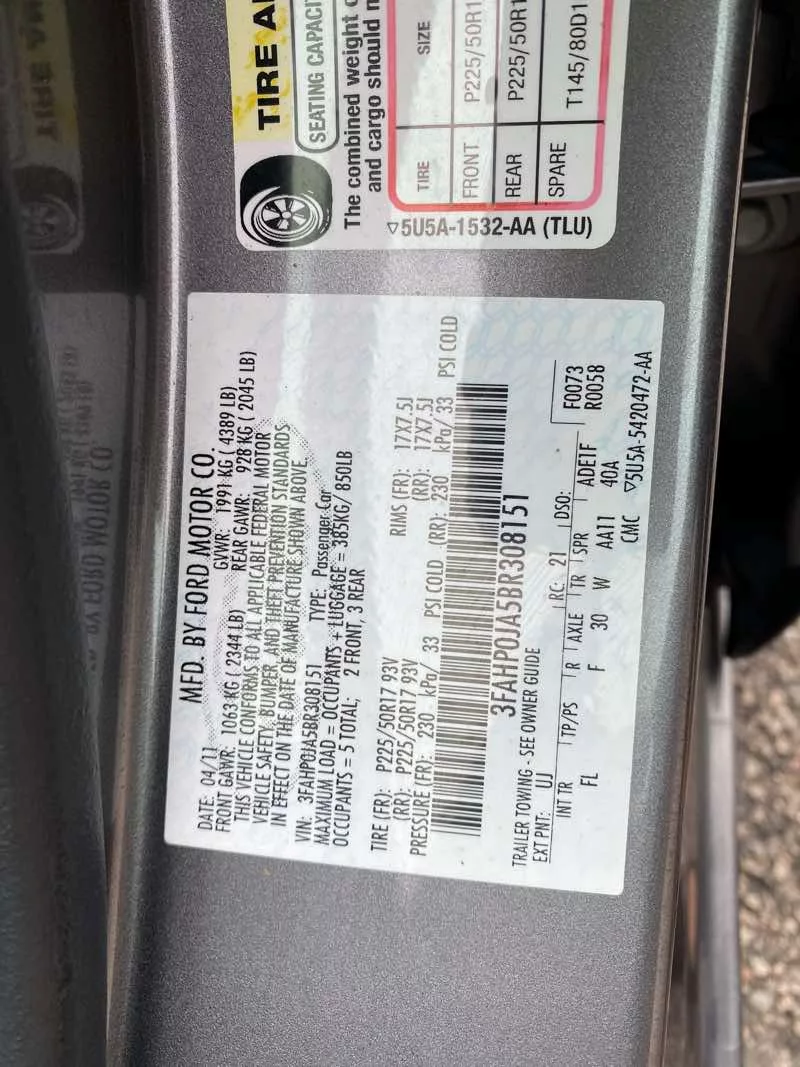 MFD. BY FORD MOTOR CO.
DATE: 04/11 GVWR: 1991 KG ( 4389 LB)
FRONT GAWR: 1063 KG ( 2344 LB) REAR GAWR: 928 KG ( 2045 LB)
THIS VEHICLE CONFORMS TO ALL APPLICABLE FEDERAL MOTOR
VEHICLE SAFETY, BUMPER, AND THEFT PREVENTION STANDARDS
IN EFFECT ON THE DATE OF MANUFACTURE SHOWN ABOVE
VIN: 3FAHP0JA5BR308151 TYPE: Passenger Car
MAXIMUM LOAD = OCCUPANTS + LUGGAGE = 385KG/ 850LB
OCCUPANTS = 5 TOTAL; 2 FRONT, 3 REAR
TIRE (FR): P225/50R17 93V RIMS (FR): 17X7.5J
(RR): P225/50R17 93V (RR): 17X7.5J
PRESSURE (FR): 230 kPa/ 33 PSI COLD (RR): 230 kPa/ 33 PSI COLD
3FAHP0JA5BR308151
TRAILER TOWING - SEE OWNER GUIDE
EXT PNT: UJ RC: 21 DSO: F0073
R0058
INT TR TP/PS R AXLE TR SPR ADE1F
FL F 30 W AA11 40A
CMC ▽5U5A-5420472-AA
TIRE
SEATING CAPACI
The combined weight
and cargo should
TIRE SIZE
FRONT P225/50R1
REAR P225/50R1
SPARE T145/80D1
▽5U5A-1532-AA (TLU)